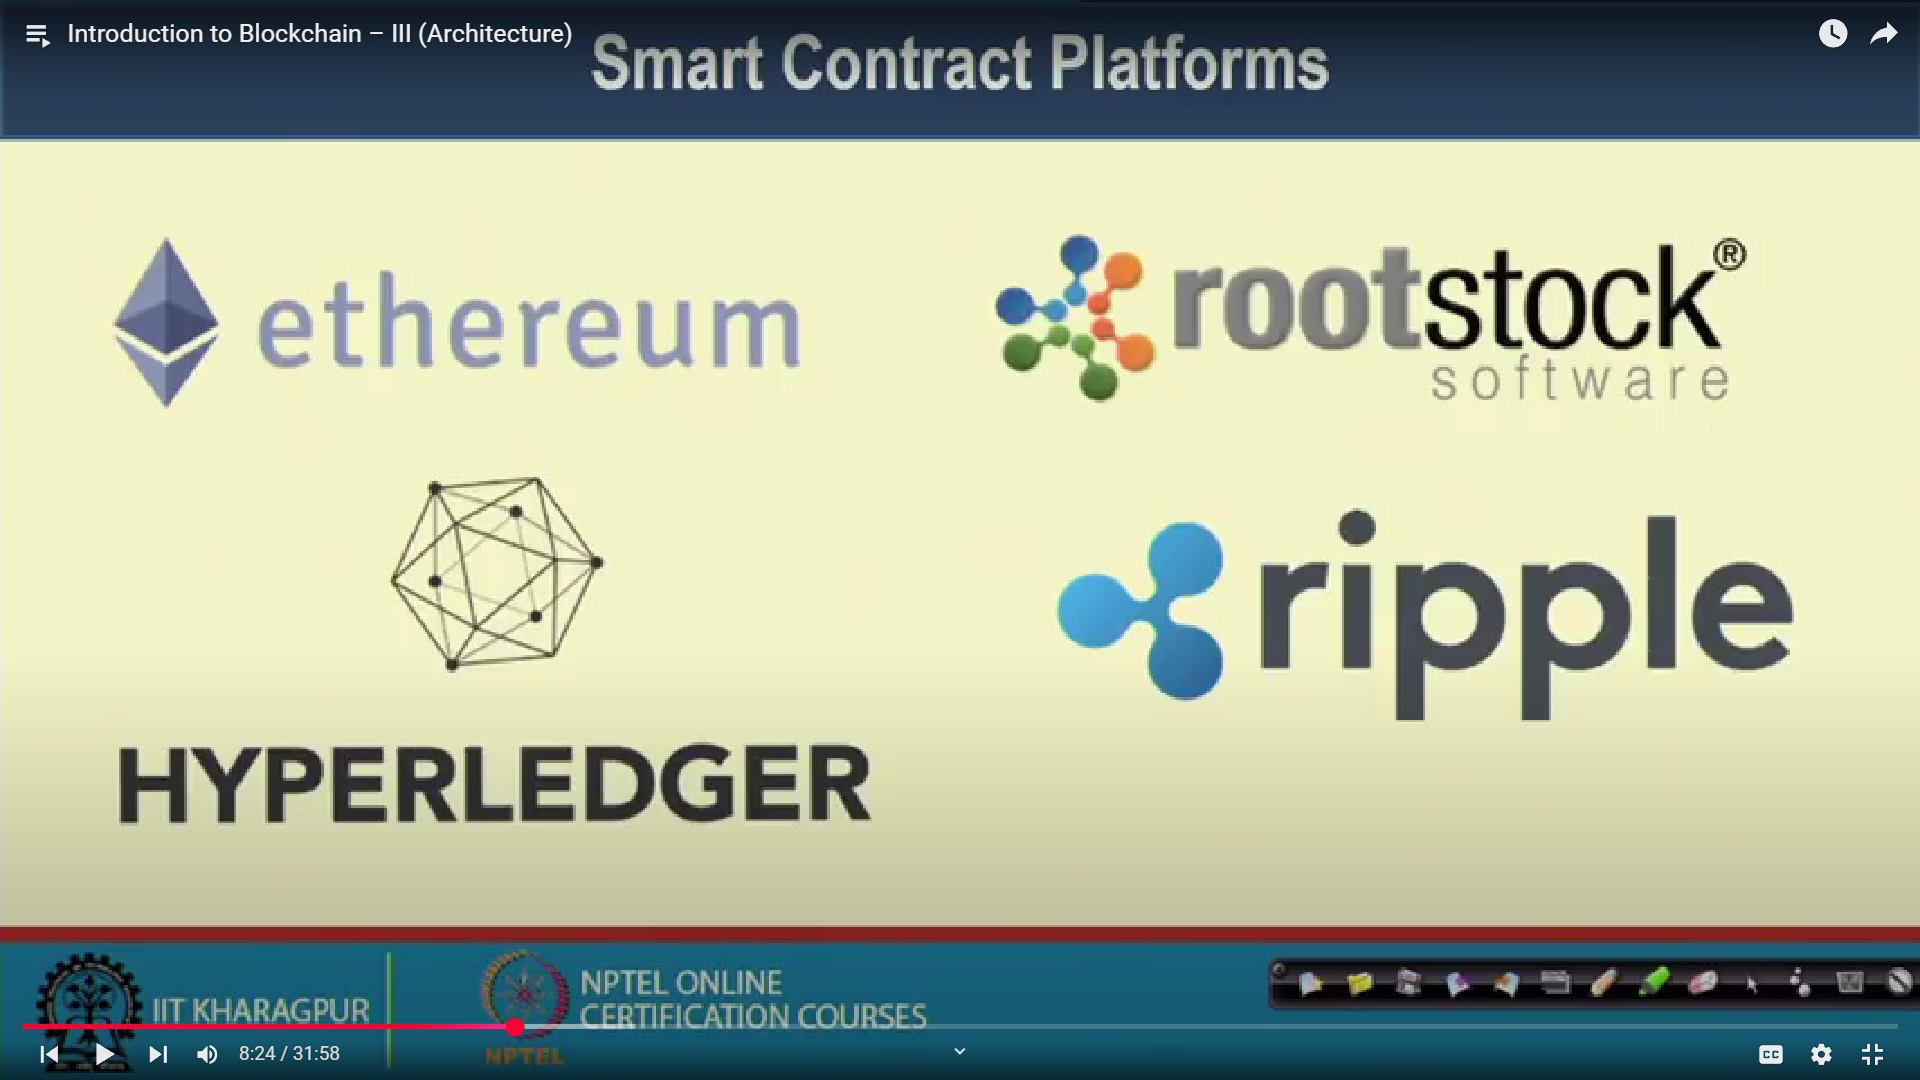 Introduction to Blockchain – III (Architecture)
Smart Contract Platforms
ethereum
rootstock®
software
HYPERLEDGER
ripple
IIT KHARAGPUR
NPTEL
NPTEL ONLINE
CERTIFICATION COURSES
8:24 / 31:58
CC